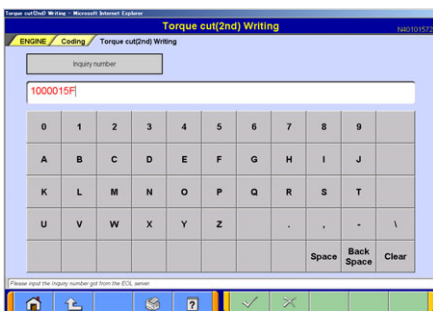 Torque cut(2nd) Writing - Microsoft Internet Explorer
Torque cut(2nd) Writing
N40101573
ENGINE Coding Torque cut(2nd) Writing
Inquiry number
1000015F
0 1 2 3 4 5 6 7 8 9
A B C D E F G H I J
K L M N O P Q R S T
U V W X Y Z . , - \
Space Back Space Clear
Please input the Inquiry number got from the EOL server.
?